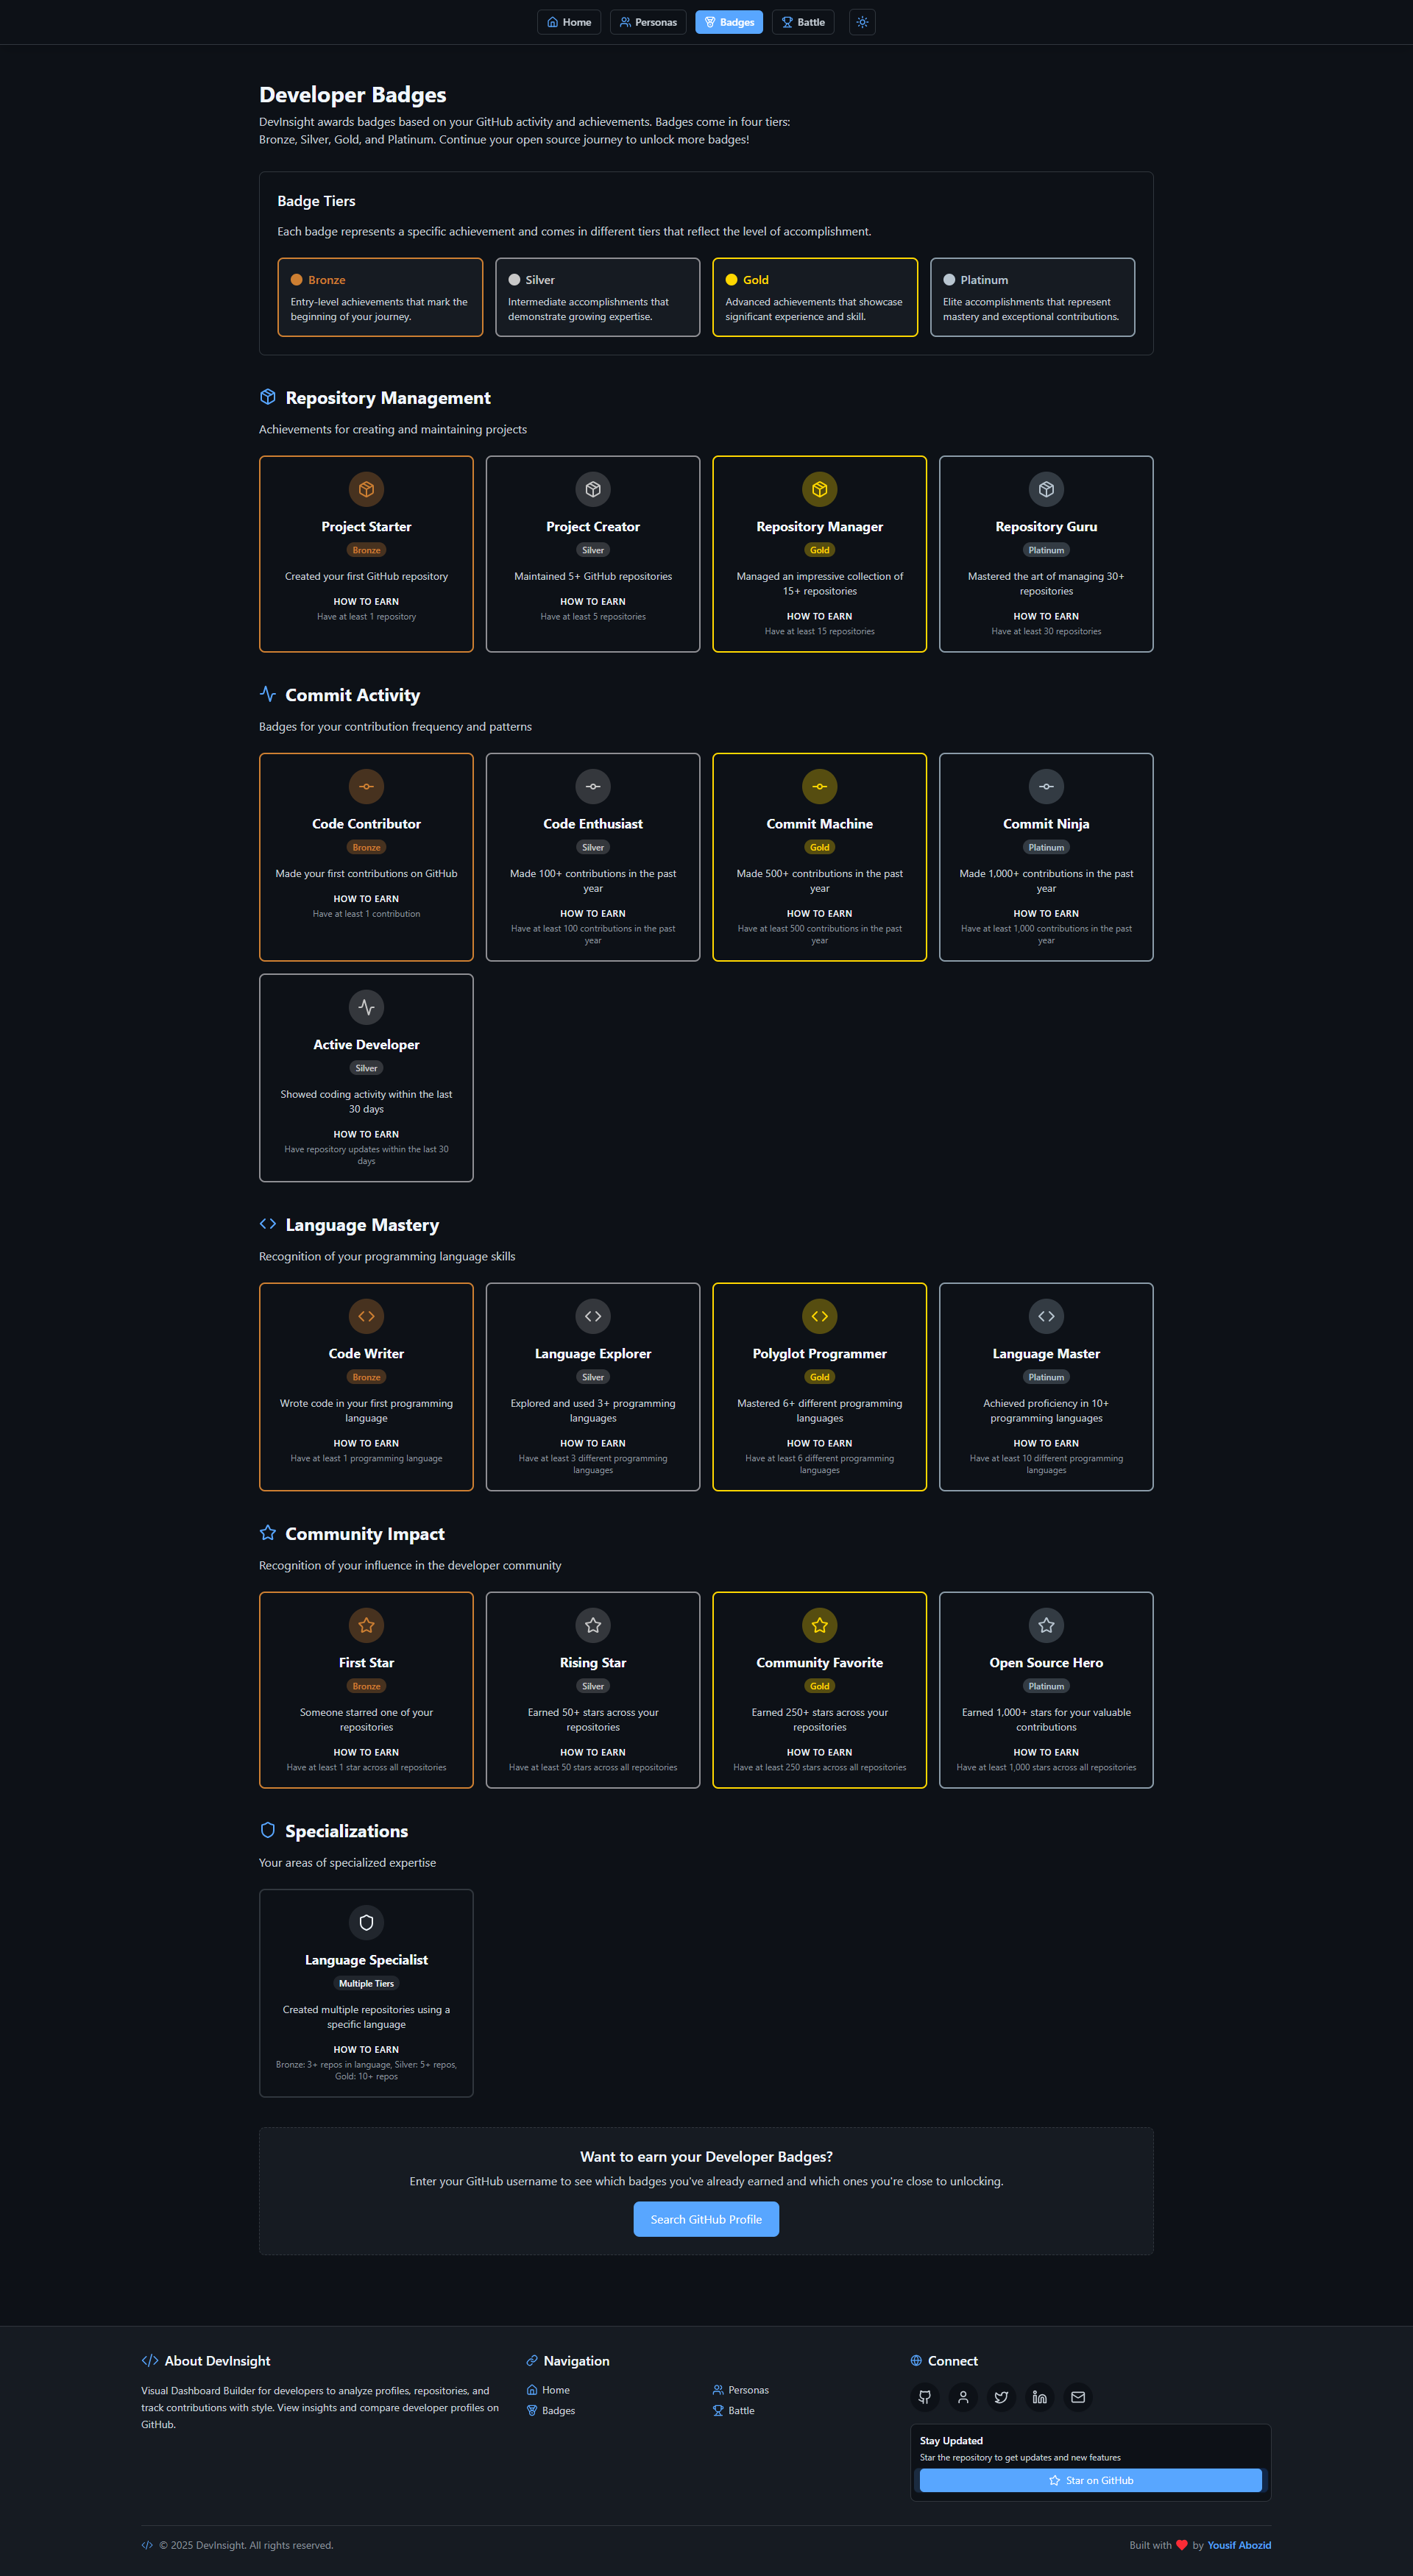 Home Personas Badges Battle
Developer Badges
DevInsight awards badges based on your GitHub activity and achievements. Badges come in four tiers:
Bronze, Silver, Gold, and Platinum. Continue your open source journey to unlock more badges!
Badge Tiers
Each badge represents a specific achievement and comes in different tiers that reflect the level of accomplishment.
Bronze
Entry-level achievements that mark the
beginning of your journey.
Silver
Intermediate accomplishments that
demonstrate growing expertise.
Gold
Advanced achievements that showcase
significant experience and skill.
Platinum
Elite accomplishments that represent
mastery and exceptional contributions.
Repository Management
Achievements for creating and maintaining projects
Project Starter
Bronze
Created your first GitHub repository
HOW TO EARN
Have at least 1 repository
Project Creator
Silver
Maintained 5+ GitHub repositories
HOW TO EARN
Have at least 5 repositories
Repository Manager
Gold
Managed an impressive collection of
15+ repositories
HOW TO EARN
Have at least 15 repositories
Repository Guru
Platinum
Mastered the art of managing 30+
repositories
HOW TO EARN
Have at least 30 repositories
Commit Activity
Badges for your contribution frequency and patterns
Code Contributor
Bronze
Made your first contributions on GitHub
HOW TO EARN
Have at least 1 contribution
Code Enthusiast
Silver
Made 100+ contributions in the past
year
HOW TO EARN
Have at least 100 contributions in the past
year
Commit Machine
Gold
Made 500+ contributions in the past
year
HOW TO EARN
Have at least 500 contributions in the past
year
Commit Ninja
Platinum
Made 1,000+ contributions in the past
year
HOW TO EARN
Have at least 1,000 contributions in the past
year
Active Developer
Silver
Showed coding activity within the last
30 days
HOW TO EARN
Have repository updates within the last 30
days
Language Mastery
Recognition of your programming language skills
Code Writer
Bronze
Wrote code in your first programming
language
HOW TO EARN
Have at least 1 programming language
Language Explorer
Silver
Explored and used 3+ programming
languages
HOW TO EARN
Have at least 3 different programming
languages
Polyglot Programmer
Gold
Mastered 6+ different programming
languages
HOW TO EARN
Have at least 6 different programming
languages
Language Master
Platinum
Achieved proficiency in 10+
programming languages
HOW TO EARN
Have at least 10 different programming
languages
Community Impact
Recognition of your influence in the developer community
First Star
Bronze
Someone starred one of your
repositories
HOW TO EARN
Have at least 1 star across all repositories
Rising Star
Silver
Earned 50+ stars across your
repositories
HOW TO EARN
Have at least 50 stars across all repositories
Community Favorite
Gold
Earned 250+ stars across your
repositories
HOW TO EARN
Have at least 250 stars across all repositories
Open Source Hero
Platinum
Earned 1,000+ stars for your valuable
contributions
HOW TO EARN
Have at least 1,000 stars across all repositories
Specializations
Your areas of specialized expertise
Language Specialist
Multiple Tiers
Created multiple repositories using a
specific language
HOW TO EARN
Bronze: 3+ repos in language, Silver: 5+ repos,
Gold: 10+ repos
Want to earn your Developer Badges?
Enter your GitHub username to see which badges you've already earned and which ones you're close to unlocking.
Search GitHub Profile
About DevInsight
Visual Dashboard Builder for developers to analyze profiles, repositories, and
track contributions with style. View insights and compare developer profiles on
GitHub.
Navigation
Home
Personas
Badges
Battle
Connect
Stay Updated
Star the repository to get updates and new features
Star on GitHub
© 2025 DevInsight. All rights reserved.
Built with ❤️ by Yousif Abozid